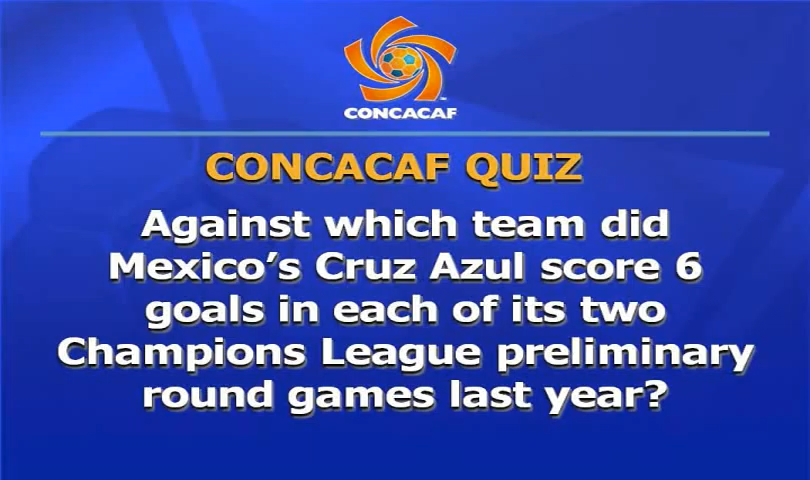 CONCACAF
CONCACAF QUIZ
Against which team did
Mexico's Cruz Azul score 6
goals in each of its two
Champions League preliminary
round games last year?